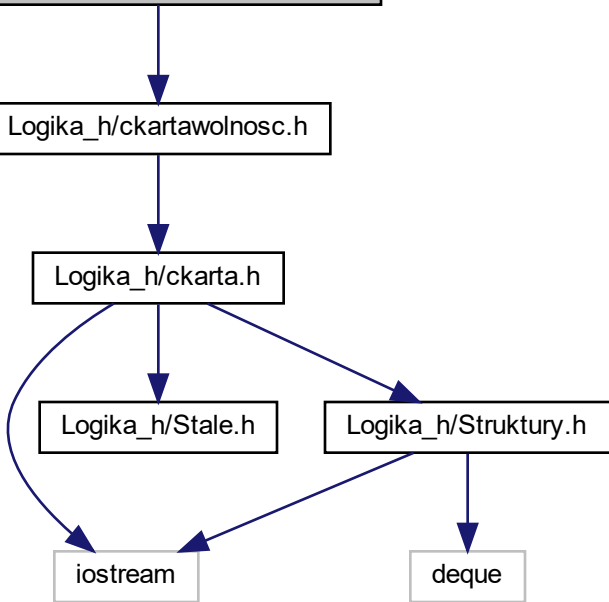 Logika_h/ckartawolnosc.h
Logika_h/ckarta.h
Logika_h/Stale.h
Logika_h/Struktury.h
iostream
deque